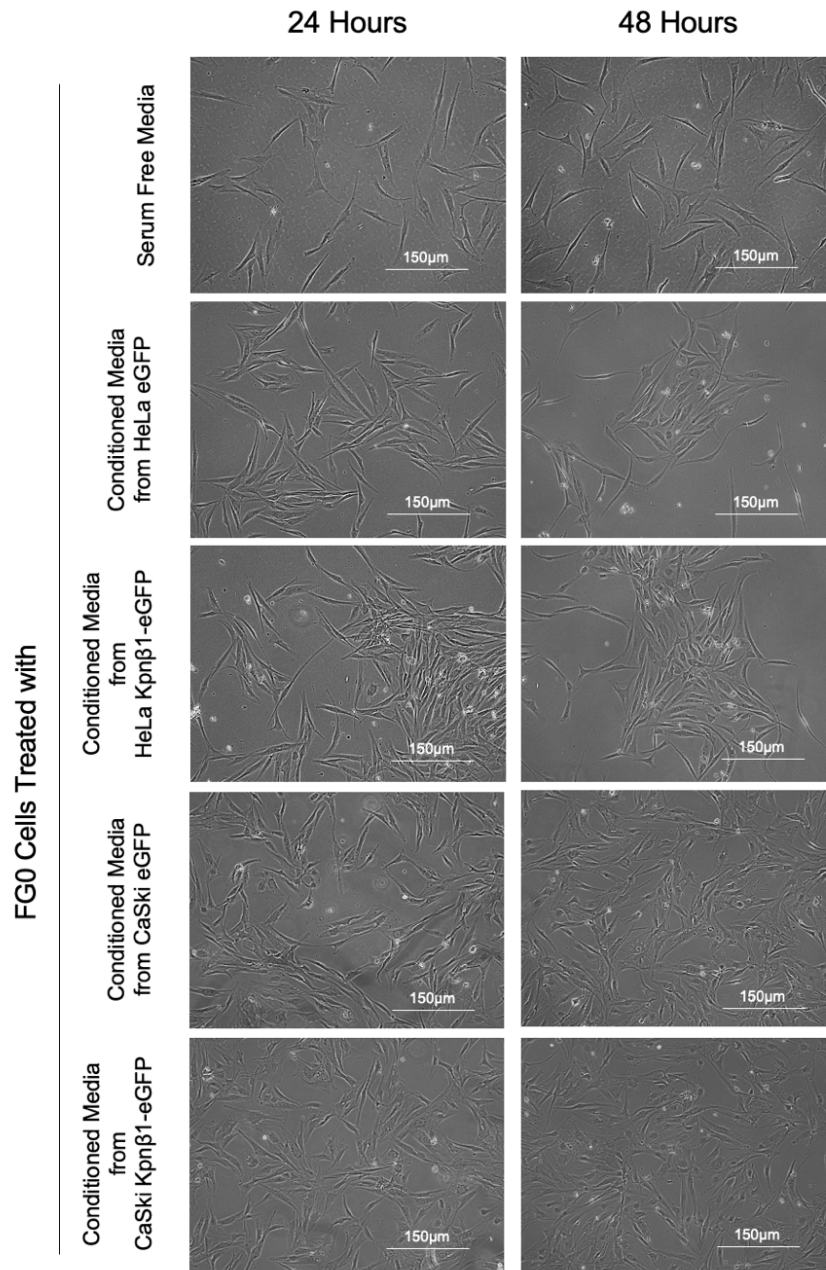 24 Hours
48 Hours
FG0 Cells Treated with
Serum Free Media
150μm
150μm
Conditioned Media
from HeLa eGFP
150μm
150μm
Conditioned Media
from
HeLa Kpnβ1-eGFP
150μm
150μm
Conditioned Media
from CaSki eGFP
150μm
150μm
Conditioned Media
from
CaSki Kpnβ1-eGFP
150μm
150μm